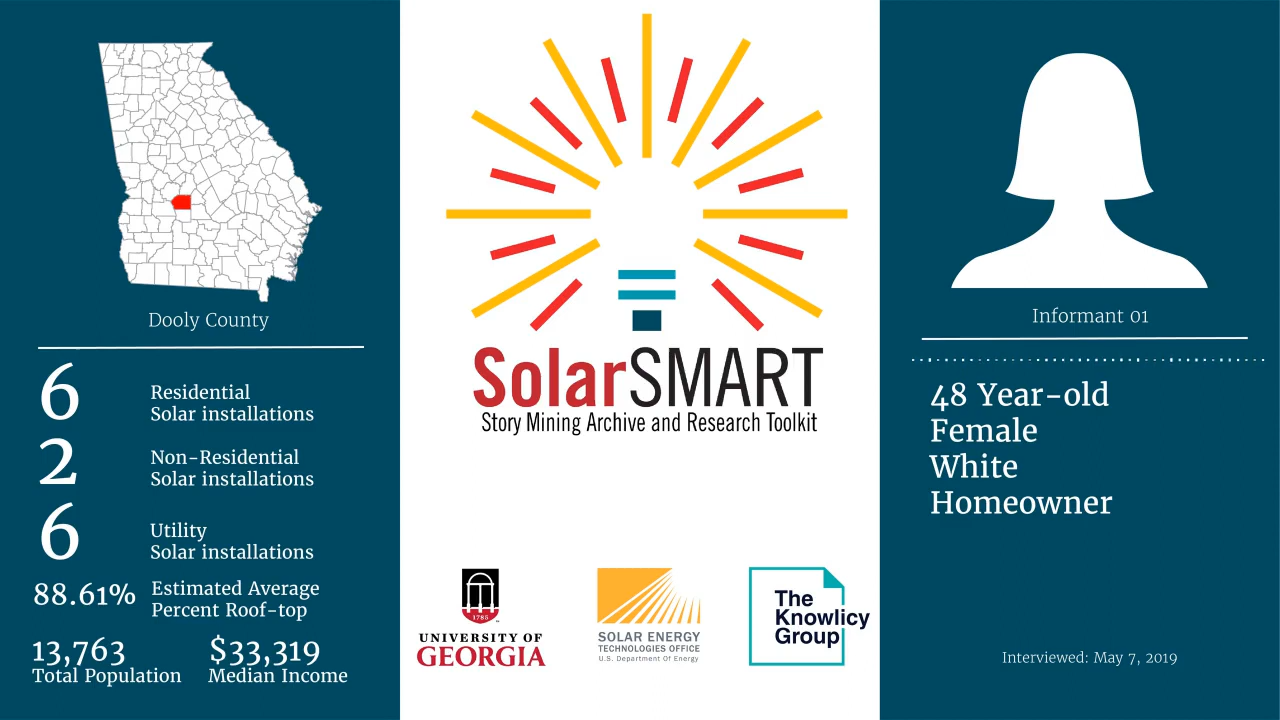 Dooly County
6
Residential
Solar installations
2
Non-Residential
Solar installations
6
Utility
Solar installations
88.61%
Estimated Average
Percent Roof-top
13,763
Total Population
$33,319
Median Income
SolarSMART
Story Mining Archive and Research Toolkit
1785
UNIVERSITY OF
GEORGIA
SOLAR ENERGY
TECHNOLOGIES OFFICE
U.S. Department Of Energy
The
Knowlicy
Group
Informant 01
48 Year-old
Female
White
Homeowner
Interviewed: May 7, 2019